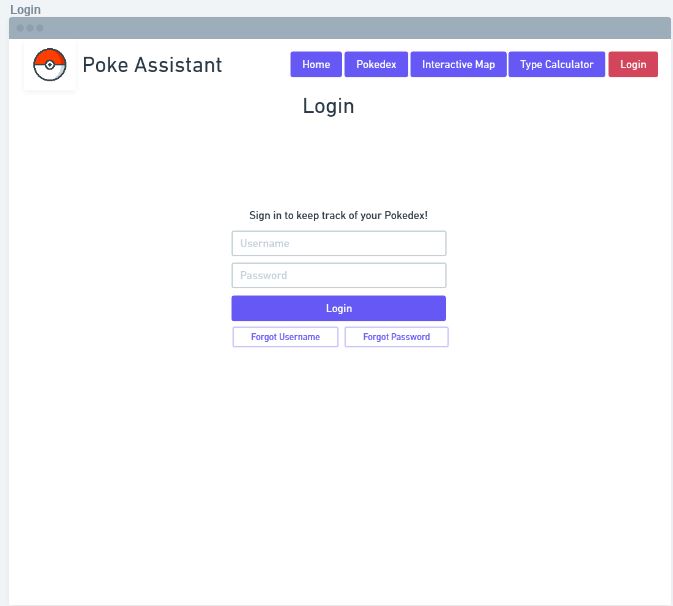 Login
Poke Assistant
Home Pokedex Interactive Map Type Calculator Login
Login
Sign in to keep track of your Pokedex!
Username
Password
Login
Forgot Username Forgot Password